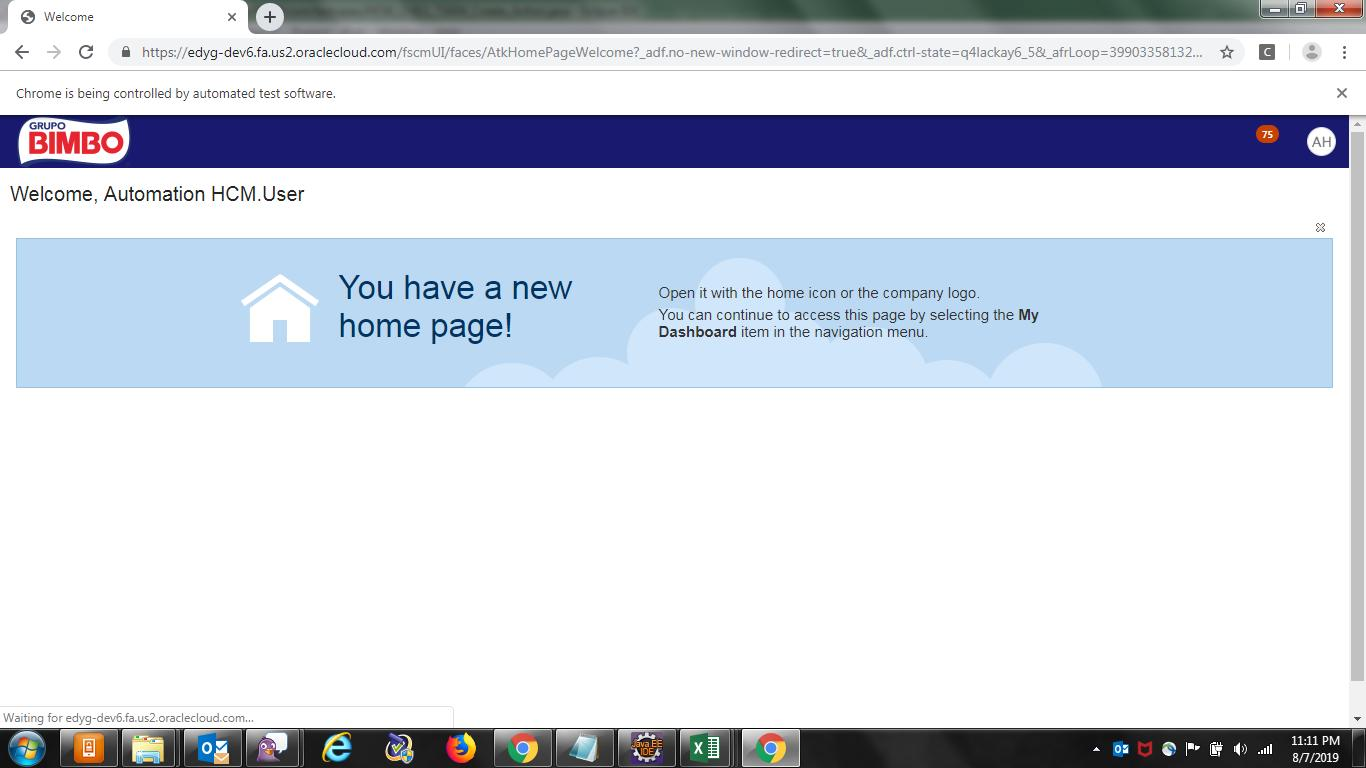 Welcome
https://edyg-dev6.fa.us2.oraclecloud.com/fscmUI/faces/AtkHomePageWelcome?_adf.no-new-window-redirect=true&_adf.ctrl-state=q4lackay6_5&_afrLoop=39903358132...
C
Chrome is being controlled by automated test software.
GRUPO
BIMBO
75
AH
Welcome, Automation HCM.User
You have a new
home page!
Open it with the home icon or the company logo.
You can continue to access this page by selecting the My
Dashboard item in the navigation menu.
Waiting for edyg-dev6.fa.us2.oraclecloud.com...
Java EE
IDE
11:11 PM
8/7/2019